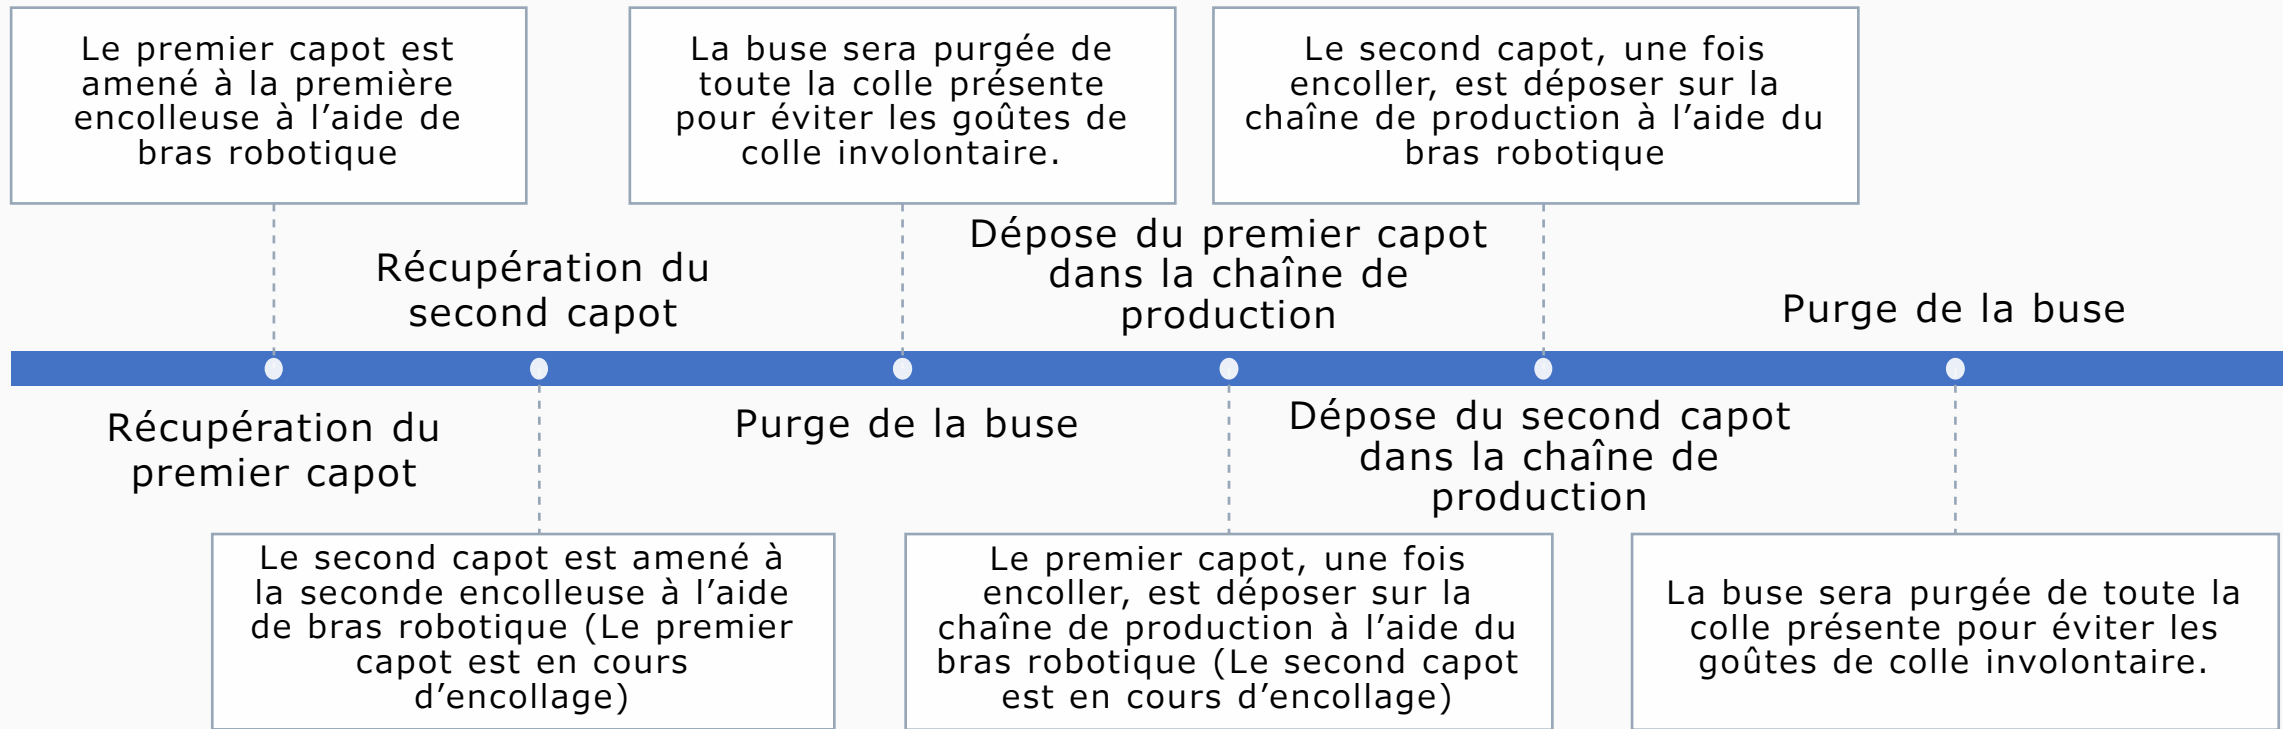 Le premier capot est
amené à la première
encolleuse à l’aide de
bras robotique
La buse sera purgée de
toute la colle présente
pour éviter les goûtes de
colle involontaire.
Le second capot, une fois
encoller, est déposer sur la
chaîne de production à l’aide du
bras robotique
Récupération du
second capot
Dépose du premier capot
dans la chaîne de
production
Purge de la buse
Récupération du
premier capot
Purge de la buse
Dépose du second capot
dans la chaîne de
production
Le second capot est amené à
la seconde encolleuse à l’aide
de bras robotique (Le premier
capot est en cours
d’encollage)
Le premier capot, une fois
encoller, est déposer sur la
chaîne de production à l’aide du
bras robotique (Le second capot
est en cours d’encollage)
La buse sera purgée de toute la
colle présente pour éviter les
goûtes de colle involontaire.